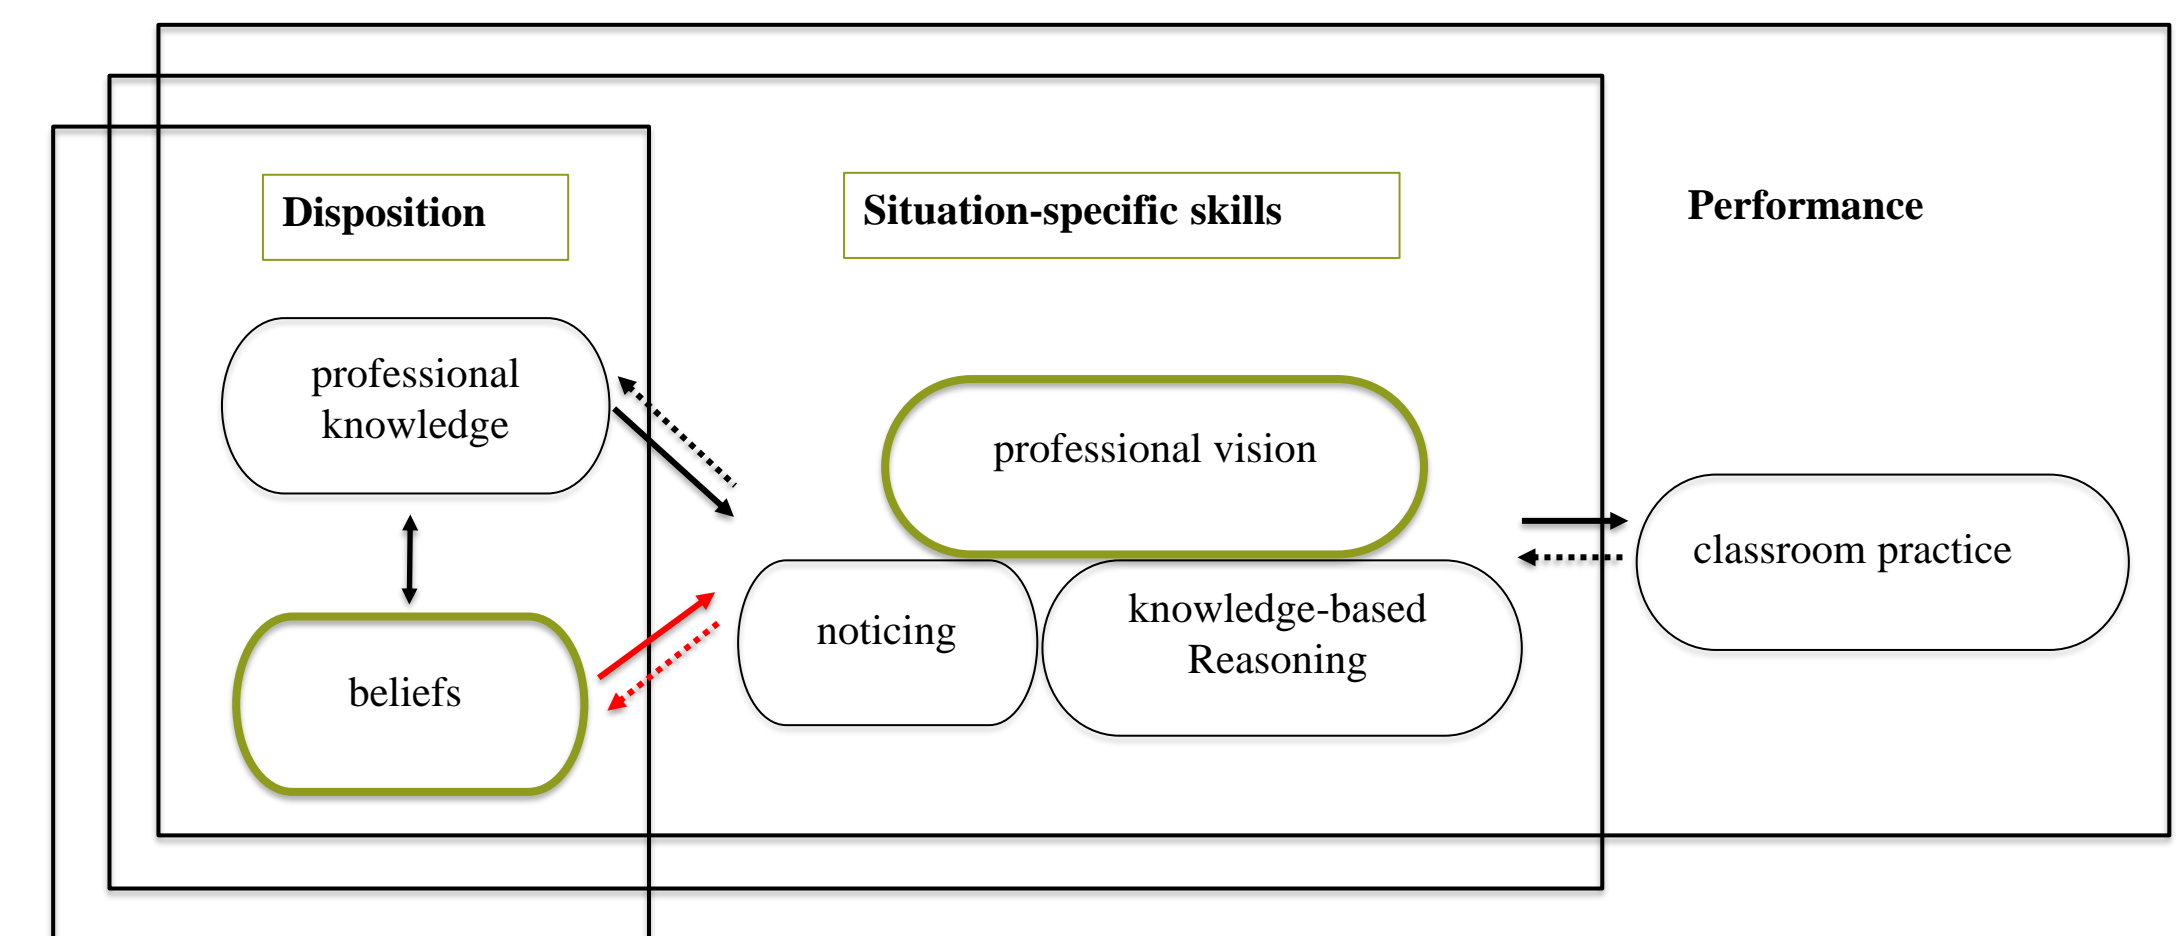 Disposition
Situation-specific skills
Performance
professional
knowledge
professional vision
classroom practice
beliefs
noticing
knowledge-based
Reasoning